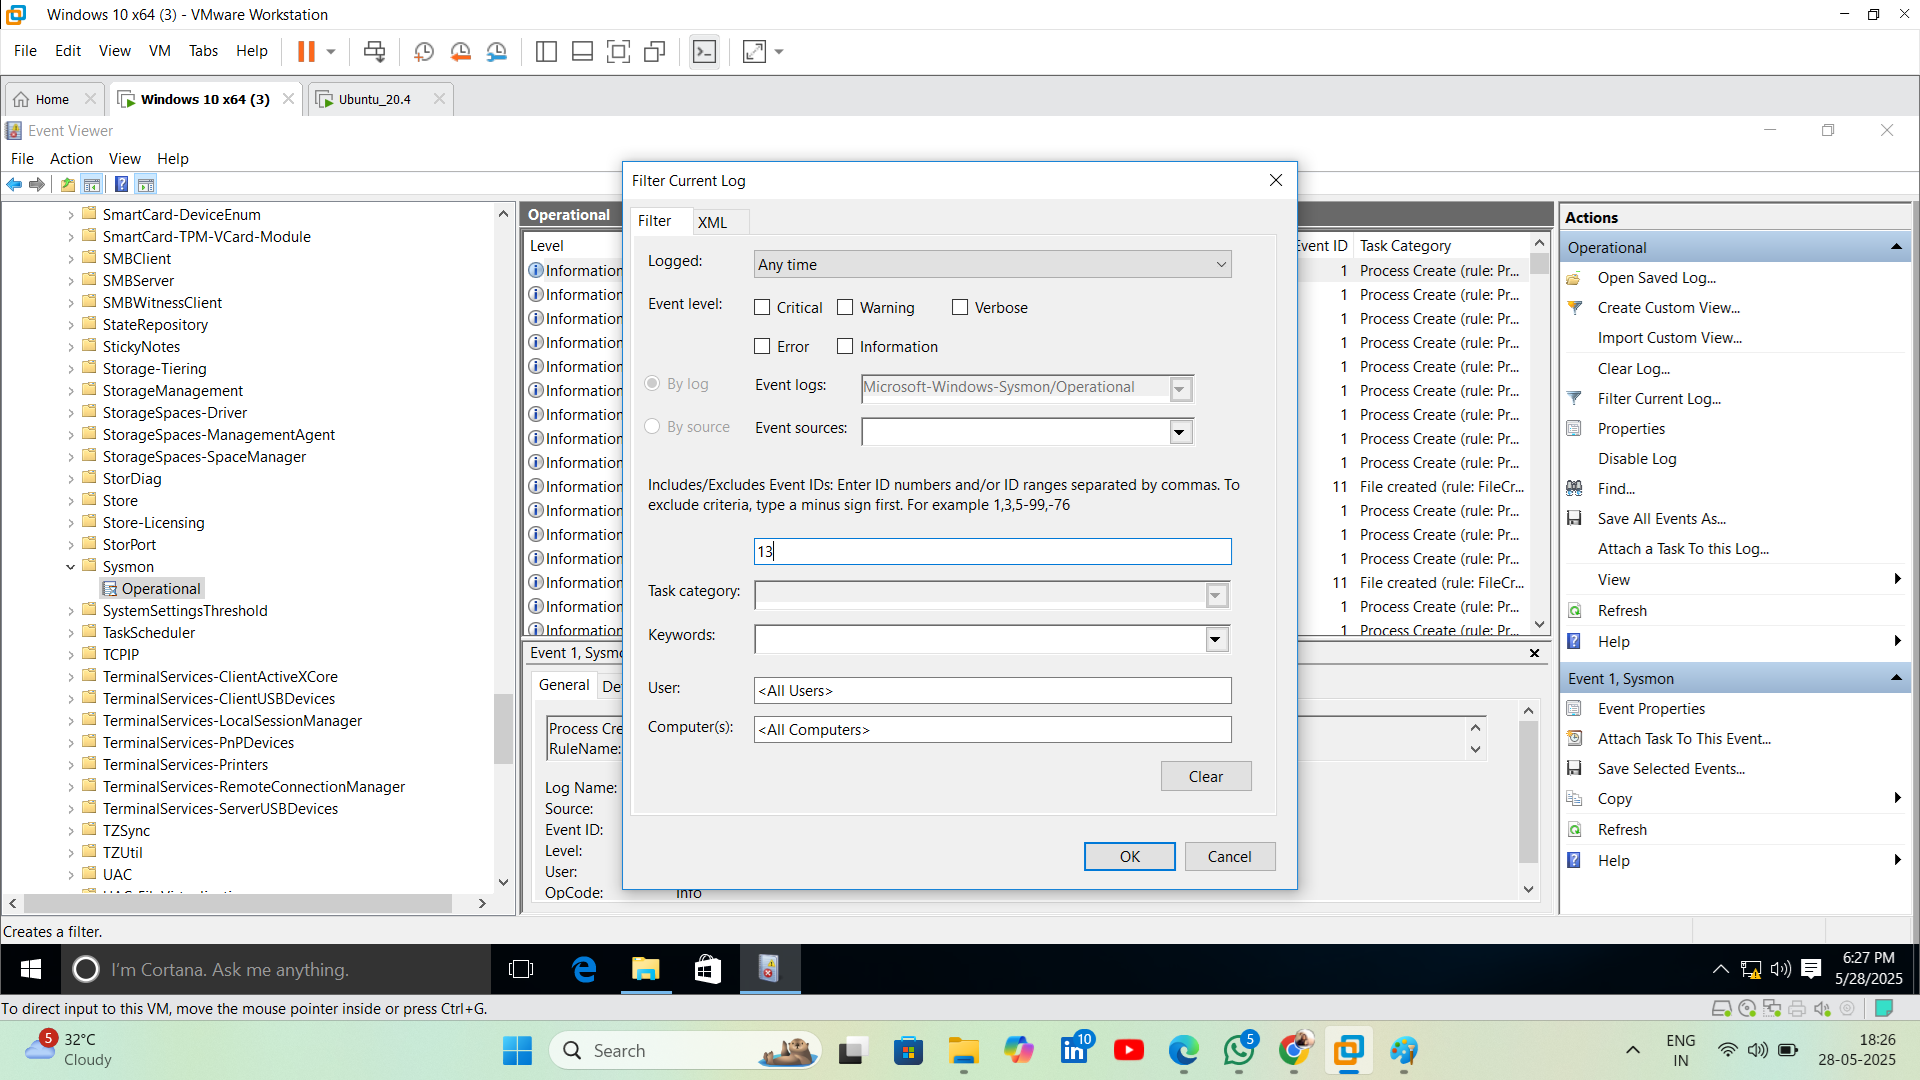 Windows 10 x64 (3) - VMware Workstation
File Edit View VM Tabs Help
Home Windows 10 x64 (3) Ubuntu_20.4
Event Viewer
File Action View Help
SmartCard-DeviceEnum
SmartCard-TPM-VCard-Module
SMBClient
SMBServer
SMBWitnessClient
StateRepository
StickyNotes
Storage-Tiering
StorageManagement
StorageSpaces-Driver
StorageSpaces-ManagementAgent
StorageSpaces-SpaceManager
StorDiag
Store
Store-Licensing
StorPort
Sysmon
Operational
SystemSettingsThreshold
TaskScheduler
TCPIP
TerminalServices-ClientActiveXCore
TerminalServices-ClientUSBDevices
TerminalServices-LocalSessionManager
TerminalServices-PnPDevices
TerminalServices-Printers
TerminalServices-RemoteConnectionManager
TerminalServices-ServerUSBDevices
TZSync
TZUtil
UAC
Operational
Level Event ID Task Category
Information 1 Process Create (rule: Pr...
Information 1 Process Create (rule: Pr...
Information 1 Process Create (rule: Pr...
Information 1 Process Create (rule: Pr...
Information 1 Process Create (rule: Pr...
Information 1 Process Create (rule: Pr...
Information 1 Process Create (rule: Pr...
Information 1 Process Create (rule: Pr...
Information 1 Process Create (rule: Pr...
Information 11 File created (rule: FileCr...
Information 1 Process Create (rule: Pr...
Information 1 Process Create (rule: Pr...
Information 1 Process Create (rule: Pr...
Information 11 File created (rule: FileCr...
Information 1 Process Create (rule: Pr...
Information 1 Process Create (rule: Pr...
Event 1, Sysmo
General De
Process Cre
RuleName:
Log Name:
Source:
Event ID:
Level:
User:
OpCode: Info
Filter Current Log
Filter XML
Logged: Any time
Event level: Critical Warning Verbose
Error Information
By log Event logs: Microsoft-Windows-Sysmon/Operational
By source Event sources:
Includes/Excludes Event IDs: Enter ID numbers and/or ID ranges separated by commas. To
exclude criteria, type a minus sign first. For example 1,3,5-99,-76
13
Task category:
Keywords:
User: <All Users>
Computer(s): <All Computers>
Clear
OK Cancel
Actions
Operational
Open Saved Log...
Create Custom View...
Import Custom View...
Clear Log...
Filter Current Log...
Properties
Disable Log
Find...
Save All Events As...
Attach a Task To this Log...
View
Refresh
Help
Event 1, Sysmon
Event Properties
Attach Task To This Event...
Save Selected Events...
Copy
Refresh
Help
Creates a filter.
I'm Cortana. Ask me anything.
6:27 PM
5/28/2025
To direct input to this VM, move the mouse pointer inside or press Ctrl+G.
5
32°C
Cloudy
Search
10
5
ENG
IN
18:26
28-05-2025